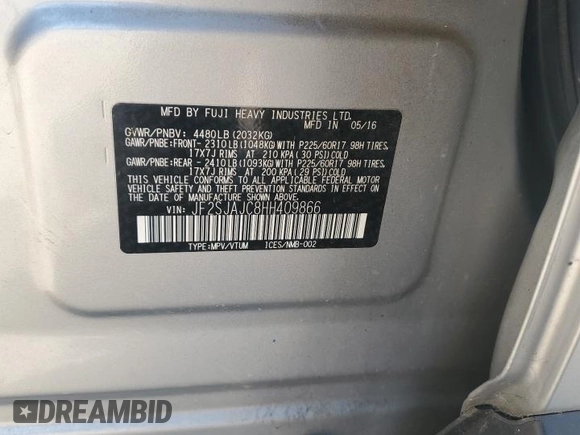 MFD BY FUJI HEAVY INDUSTRIES LTD.
MFD IN 05/16
GVWR/PNBV: 4480LB (2032KG)
GAWR/PNBE:FRONT-2310LB (1048KG) WITH P225/60R17 98H TIRES,
17X7J RIMS AT 210 KPA (30 PSI) COLD
GAWR/PNBE:REAR -2410LB (1093KG) WITH P225/60R17 98H TIRES,
17X7J RIMS AT 200 KPA (29 PSI) COLD
THIS VEHICLE CONFORMS TO ALL APPLICABLE FEDERAL MOTOR
VEHICLE SAFETY, BUMPER, AND THEFT PREVENTION STANDARDS
IN EFFECT ON THE DATE OF MANUFACTURE SHOWN ABOVE.
VIN: JF2SJAJC8HH409866
TYPE:MPV/VTUM ICES/NMB-002
DREAMBID